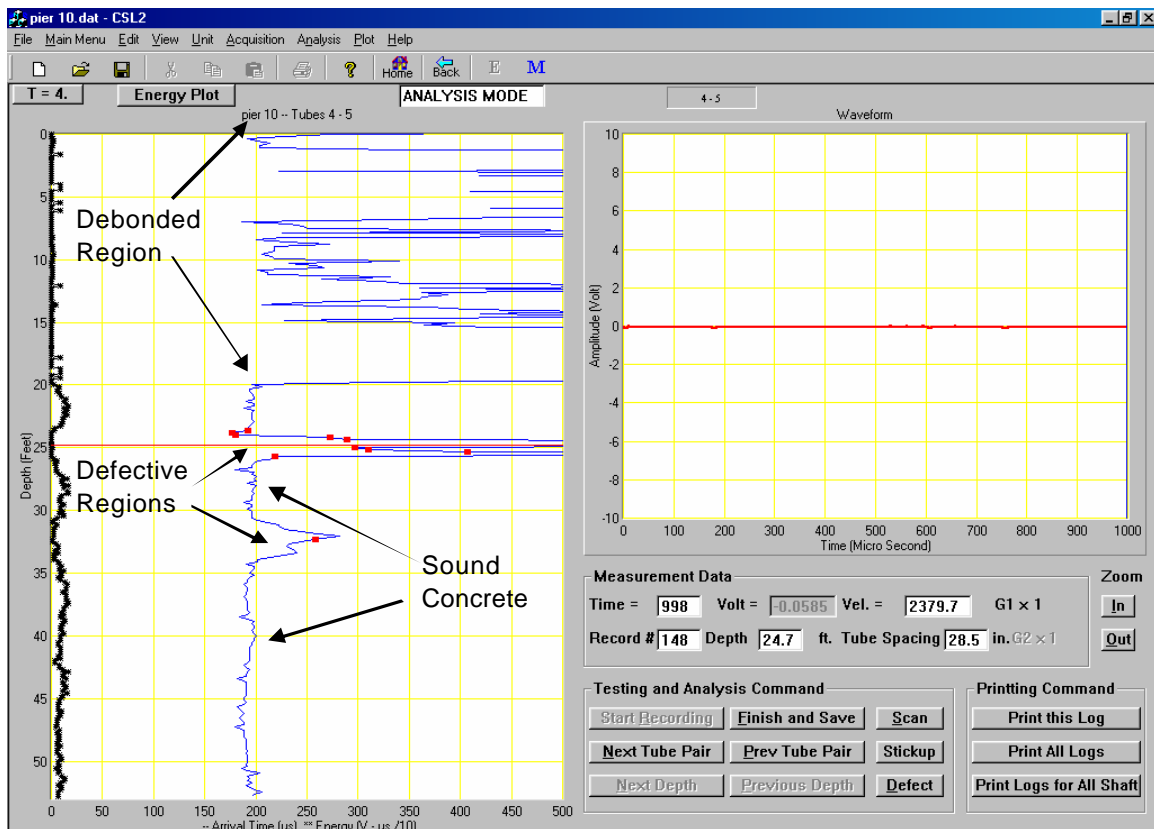 pier 10.dat - CSL2
File Main Menu Edit View Unit Acquisition Analysis Plot Help
Home Back E M
T = 4. Energy Plot ANALYSIS MODE 4 - 5
pier 10 -- Tubes 4 - 5
0
5
10
15
20
25
30
35
40
45
50
Depth (Feet)
0 50 100 150 200 250 300 350 400 450 500
-- Arrival Time (us) ** Energy (V - us /10)
Debonded
Region
Defective
Regions
Sound
Concrete
Waveform
10
8
6
4
2
0
-2
-4
-6
-8
-10
Amplitude (Volt)
0 100 200 300 400 500 600 700 800 900 1000
Time (Micro Second)
Measurement Data
Time = 998 Volt = -0.0585 Vel. = 2379.7 G1 x 1
Record # 148 Depth 24.7 ft. Tube Spacing 28.5 in. G2 x 1
Zoom
In
Out
Testing and Analysis Command
Start Recording Finish and Save Scan
Next Tube Pair Prev Tube Pair Stickup
Next Depth Previous Depth Defect
Printting Command
Print this Log
Print All Logs
Print Logs for All Shaft